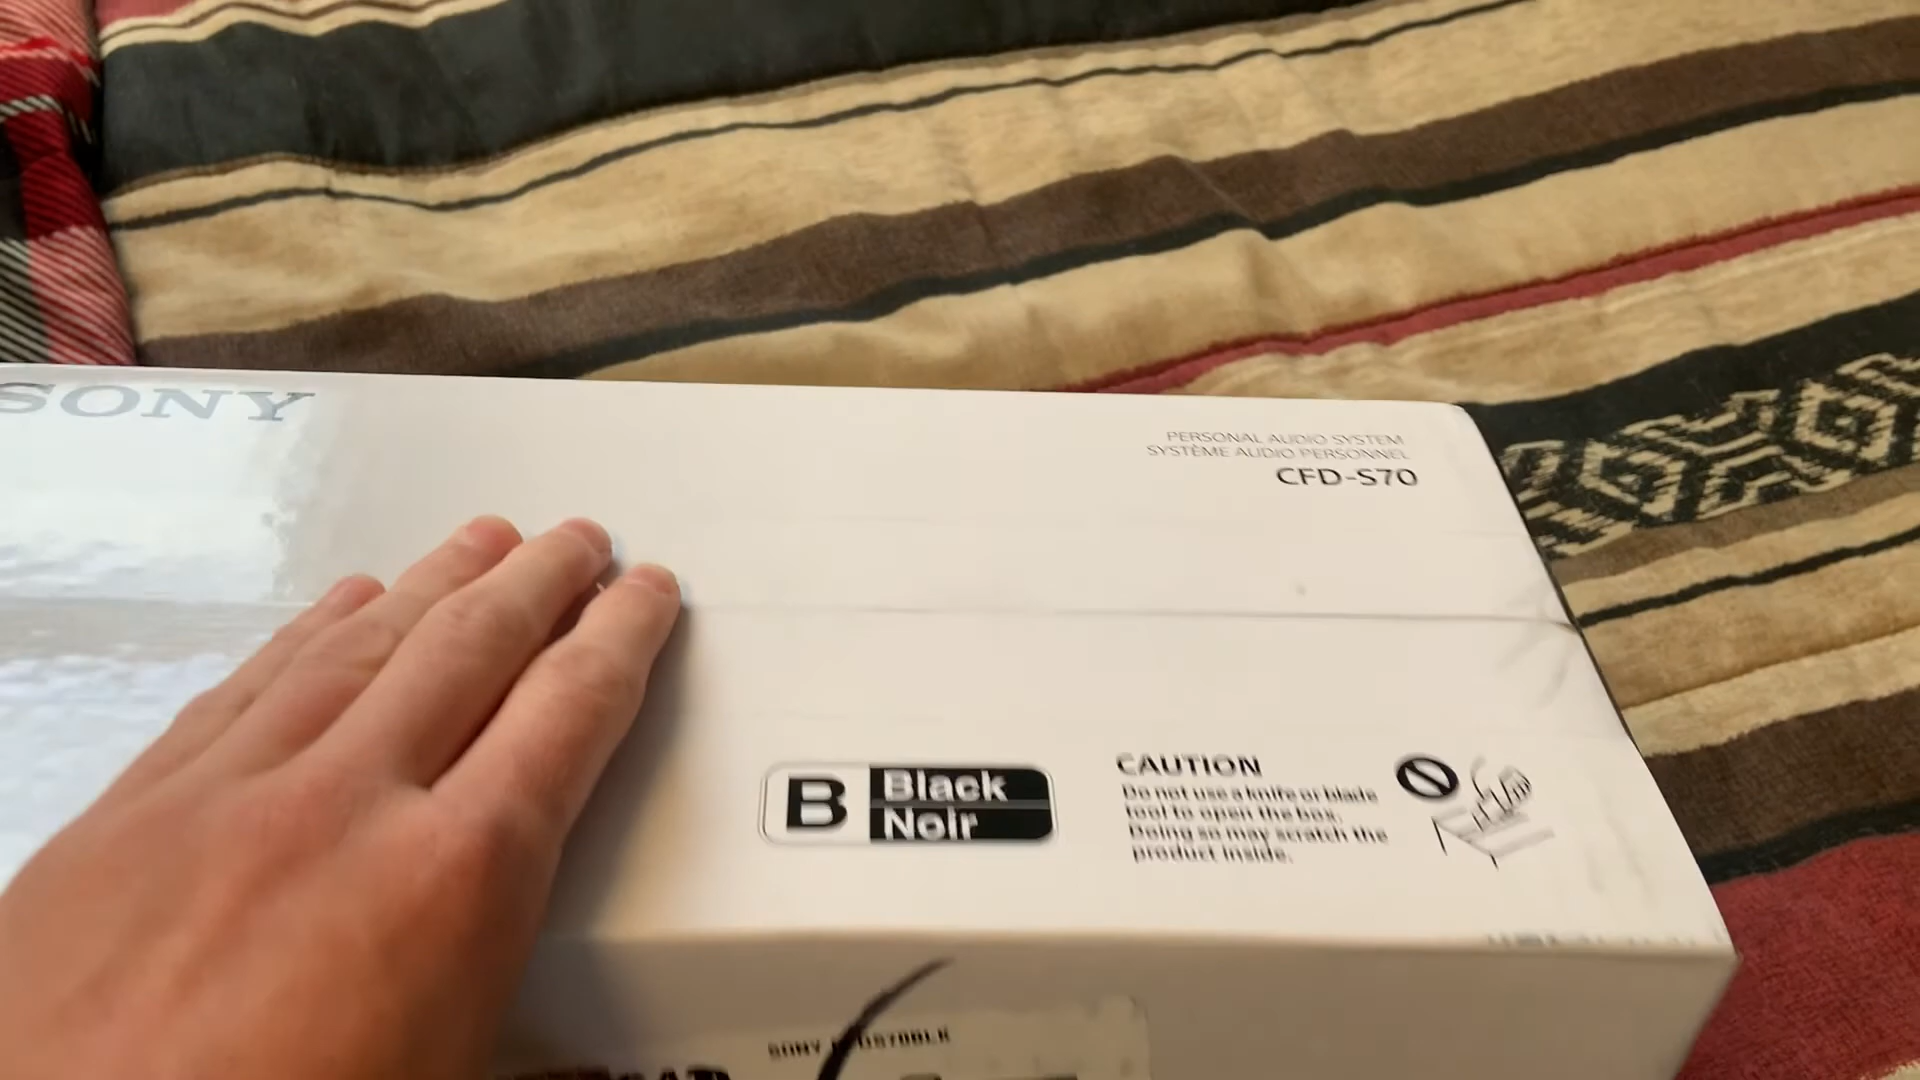 SONY
PERSONAL AUDIO SYSTEM
SYSTÈME AUDIO PERSONNEL
CFD-S70
B Black
Noir
CAUTION
Do not use a knife or blade
tool to open the box.
Doing so may scratch the
product inside.
SONY